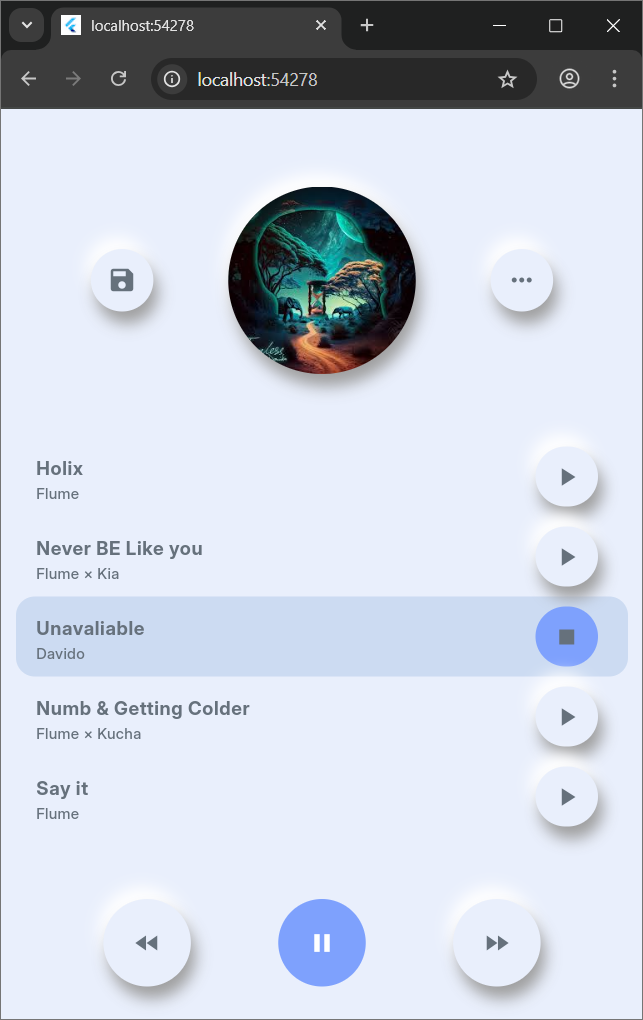 localhost:54278
localhost:54278
Holix
Flume
Never BE Like you
Flume × Kia
Unavaliable
Davido
Numb & Getting Colder
Flume × Kucha
Say it
Flume